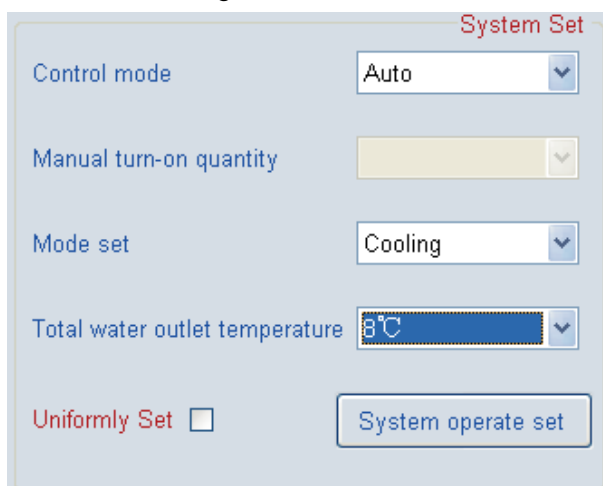 System Set
Control mode Auto
Manual turn-on quantity
Mode set Cooling
Total water outlet temperature 8℃
Uniformly Set System operate set